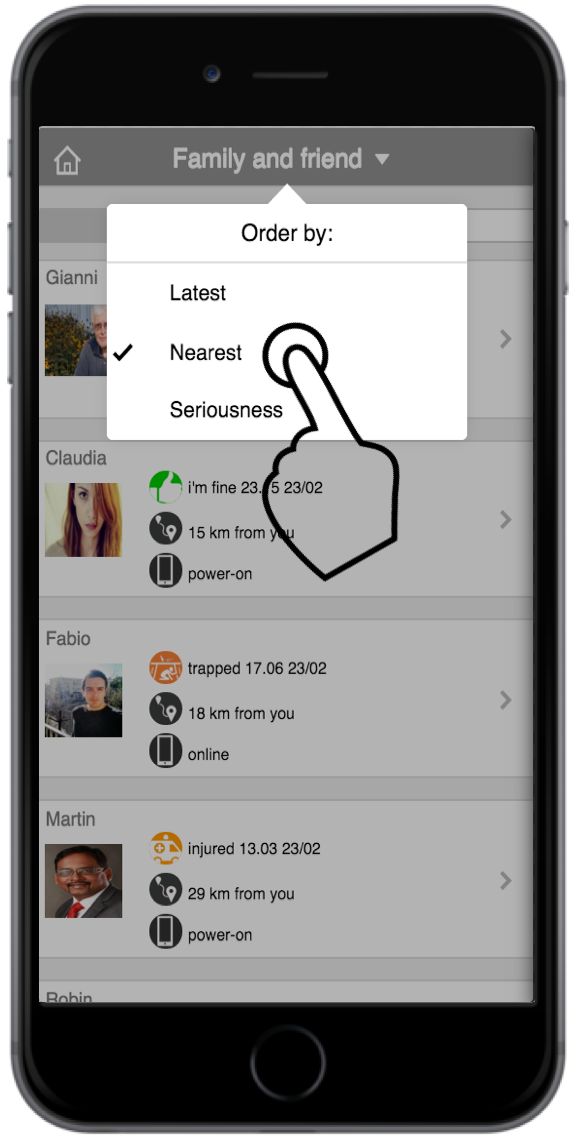 Family and friend
Order by:
Latest
Nearest
Seriousness
Gianni
Claudia
i'm fine 23. 5 23/02
15 km from you
power-on
Fabio
trapped 17.06 23/02
18 km from you
online
Martin
injured 13.03 23/02
29 km from you
power-on
Robin